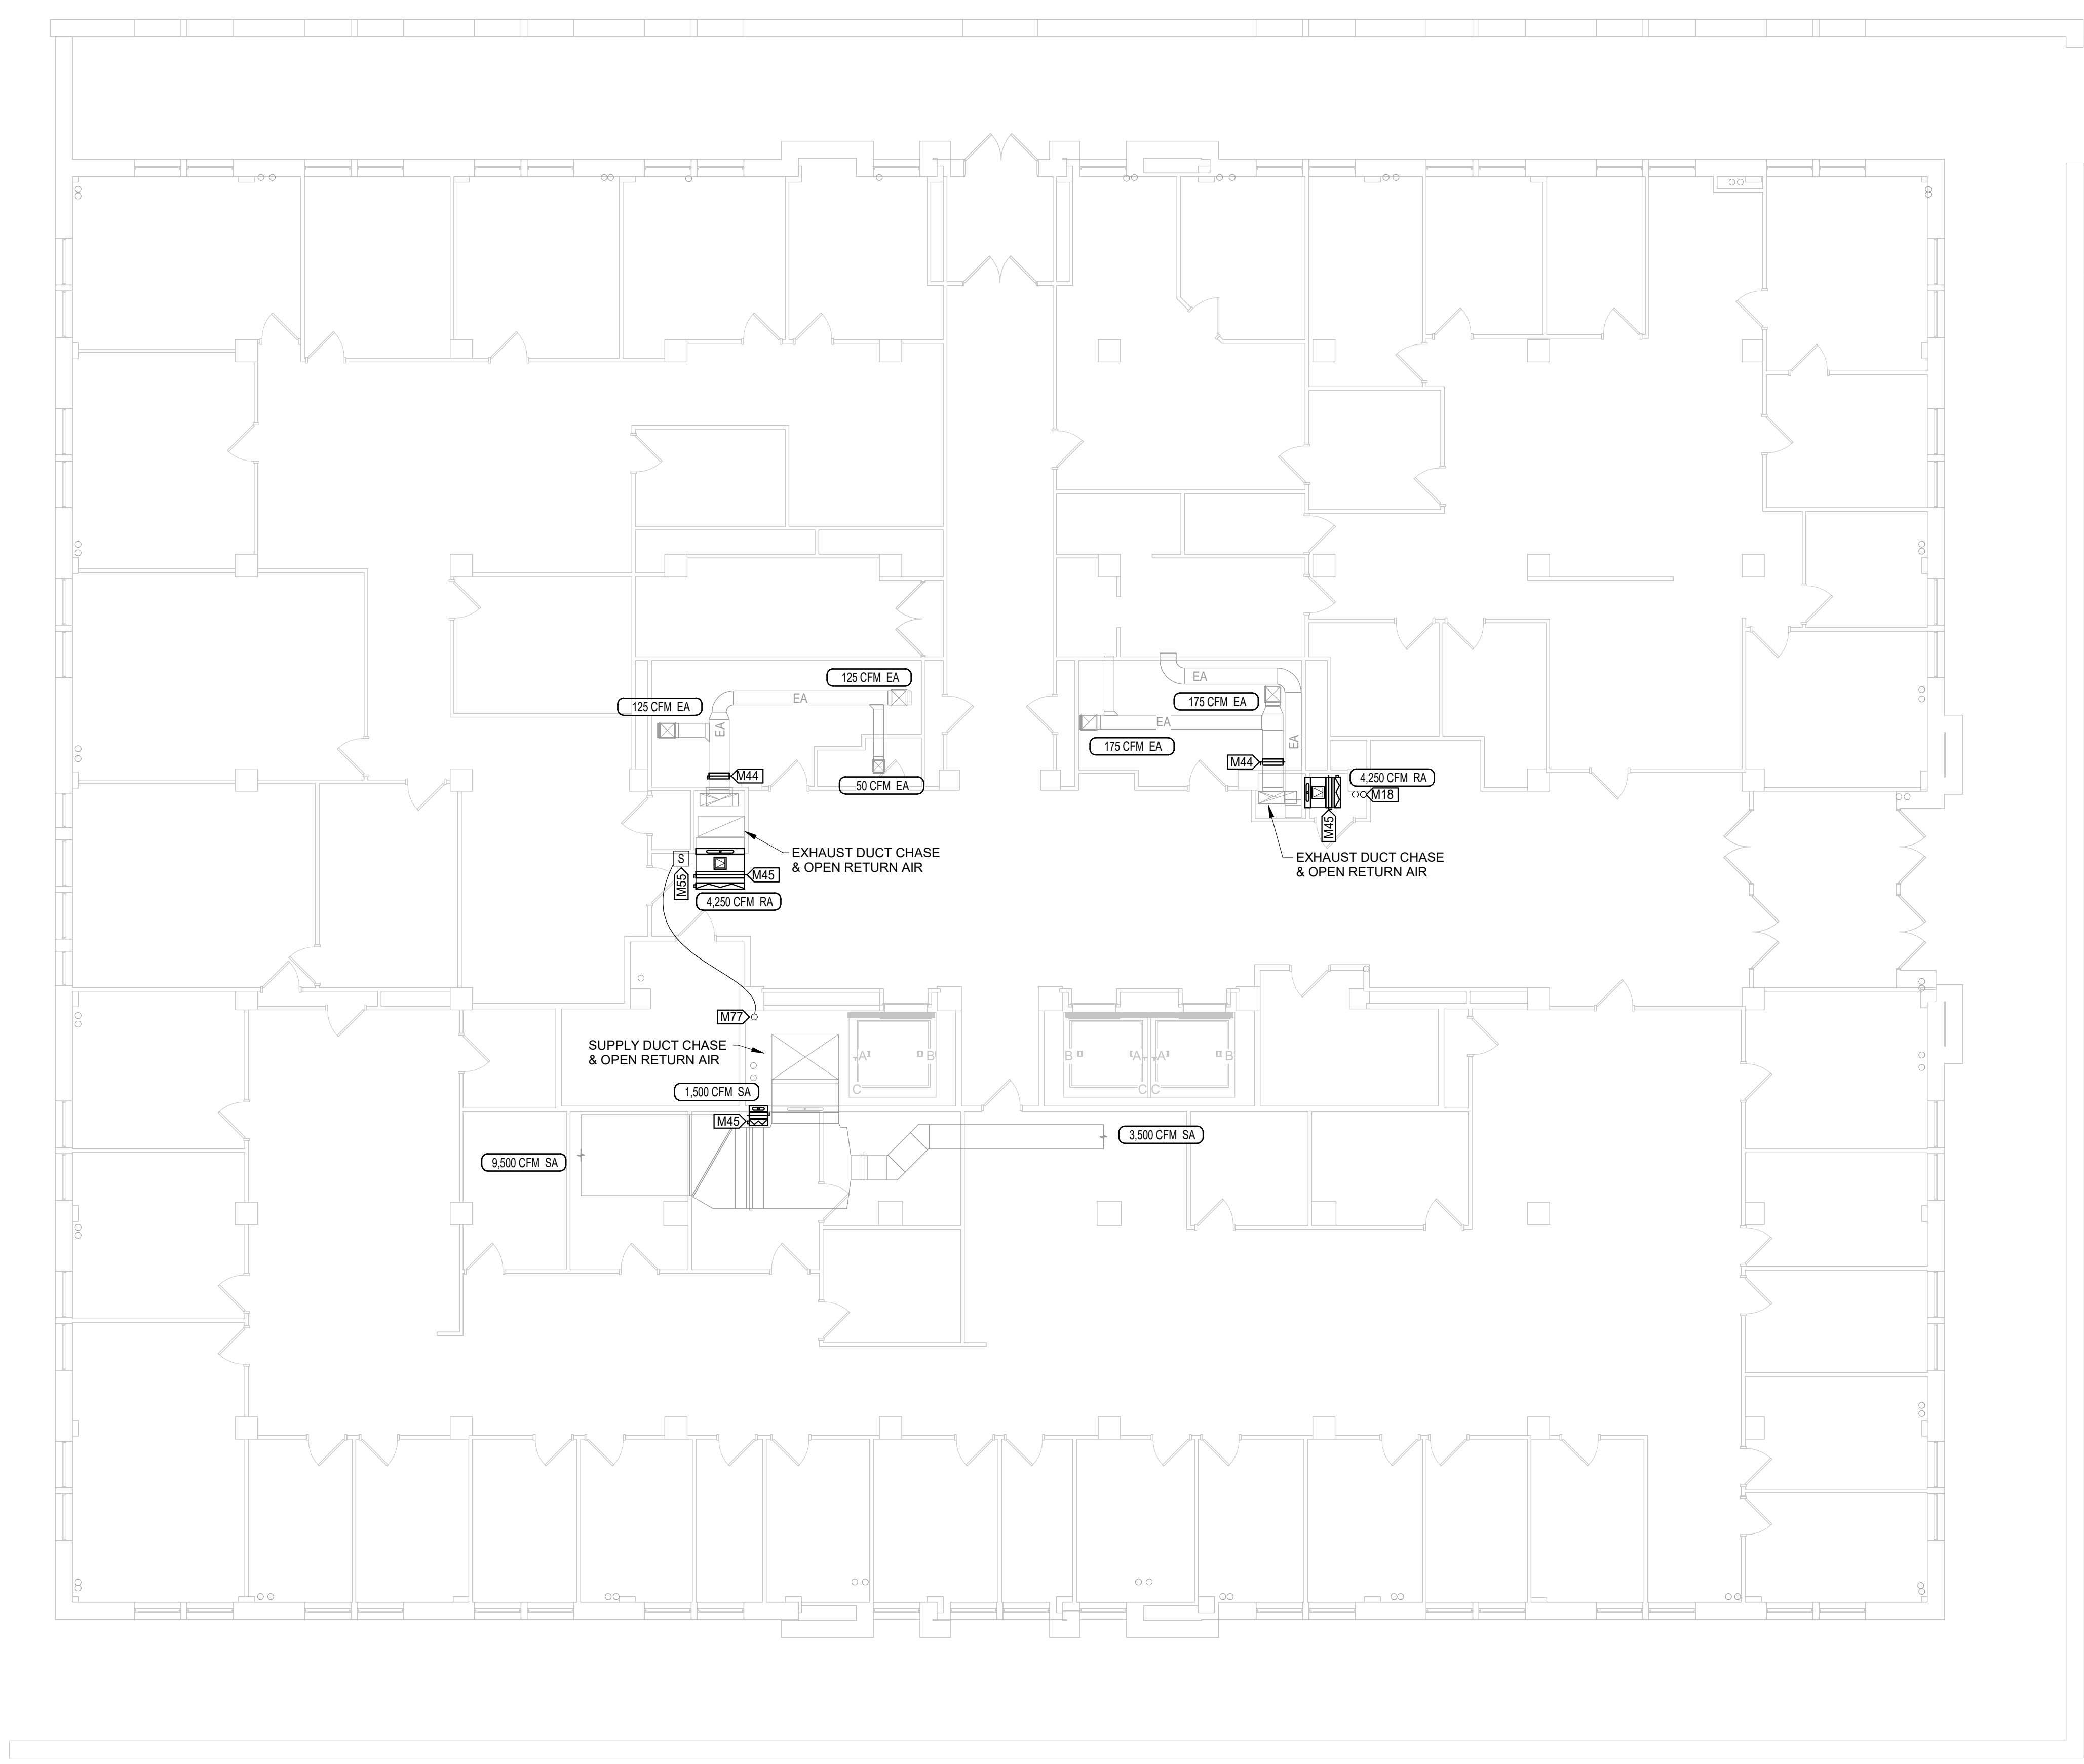 125 CFM EA
125 CFM EA
EA
EA
M44
50 CFM EA
EA
175 CFM EA
EA
EA
175 CFM EA
M44
4,250 CFM RA
M18
M45
EXHAUST DUCT CHASE
& OPEN RETURN AIR
EXHAUST DUCT CHASE
& OPEN RETURN AIR
S
M55
M45
4,250 CFM RA
M77
SUPPLY DUCT CHASE
& OPEN RETURN AIR
A
B
C
B
A
C
A
B
C
1,500 CFM SA
M45
9,500 CFM SA
3,500 CFM SA